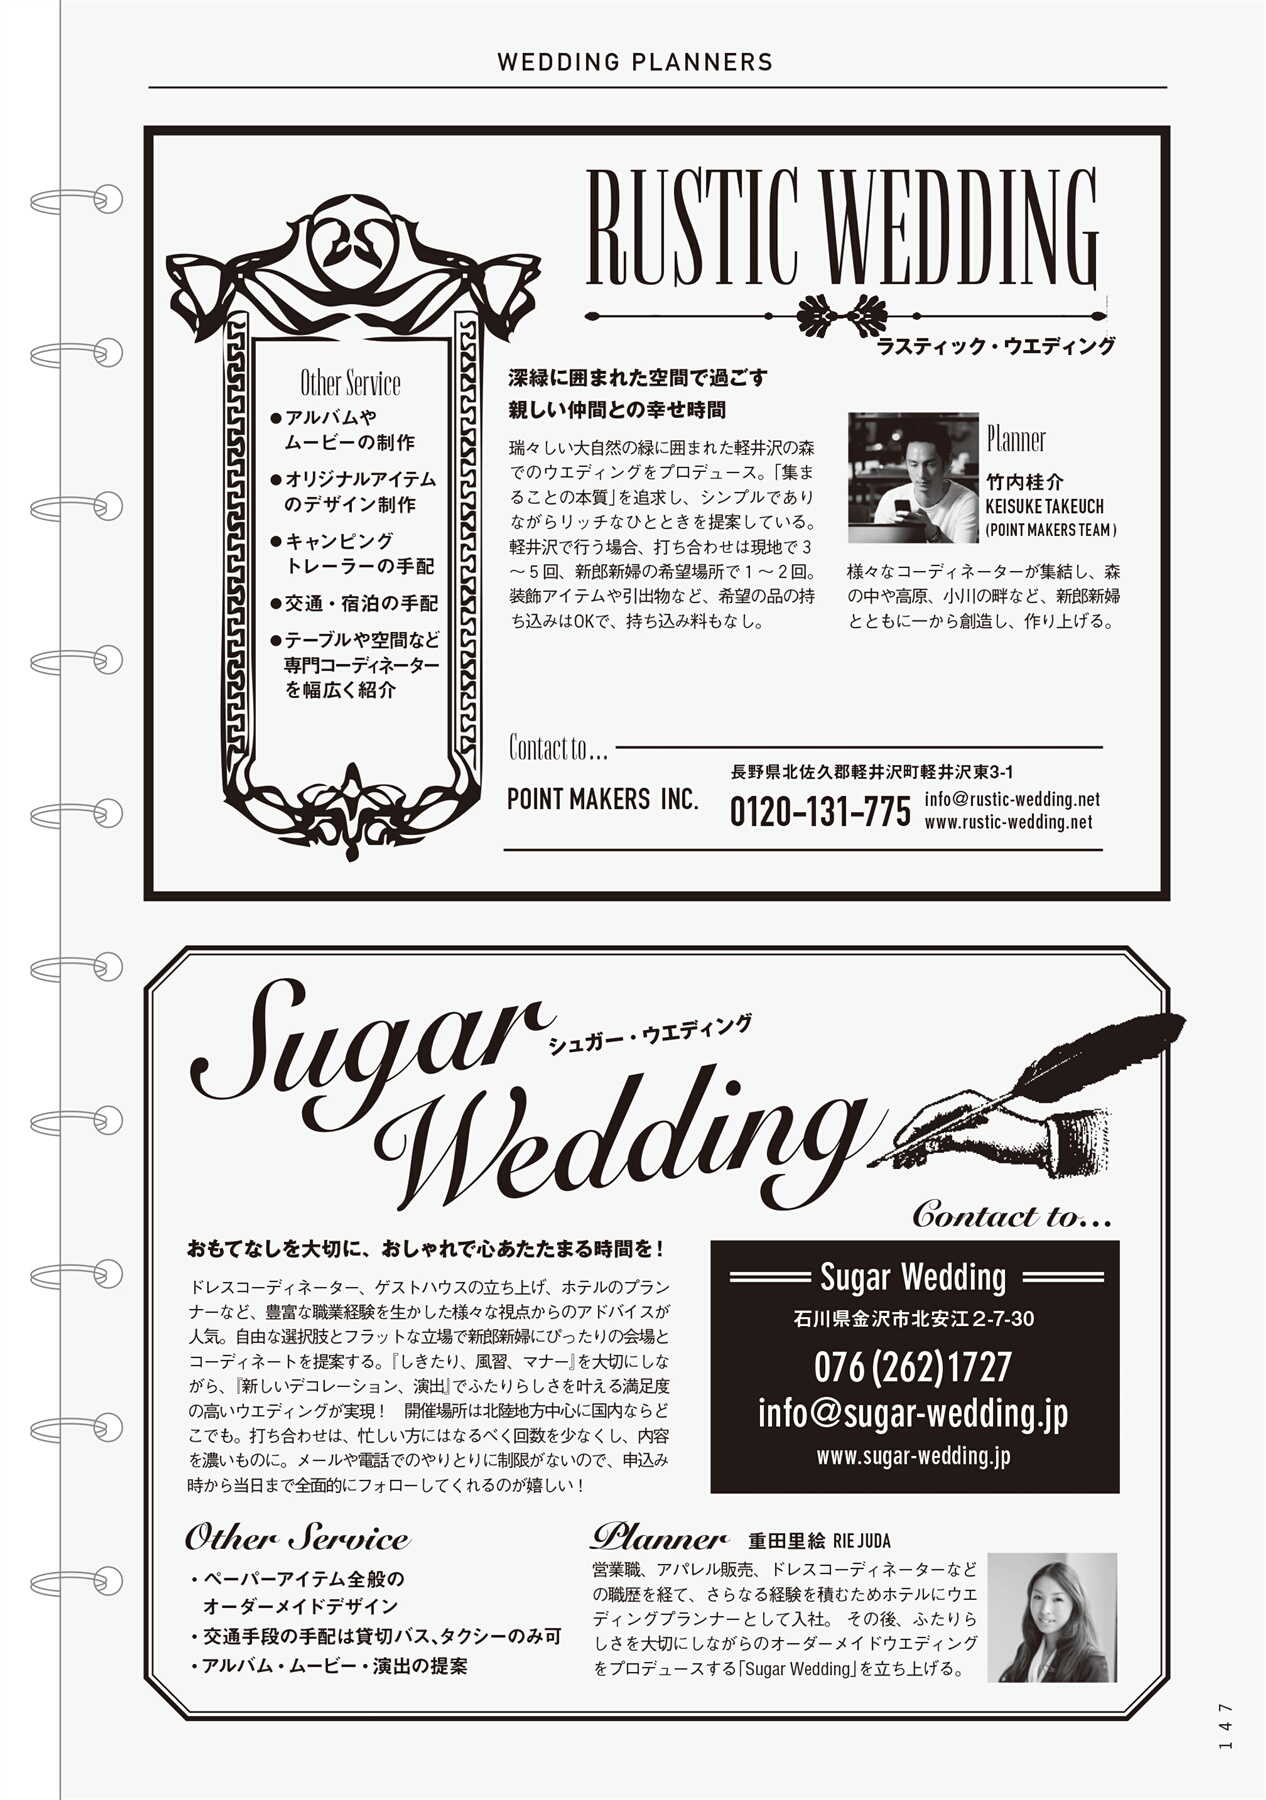 WEDDING PLANNERS
RUSTIC WEDDING
ラスティック・ウエディング
Other Service
●アルバムや
ムービーの制作
●オリジナルアイテム
のデザイン制作
●キャンピング
トレーラーの手配
●交通・宿泊の手配
●テーブルや空間など
専門コーディネーター
を幅広く紹介
深緑に囲まれた空間で過ごす
親しい仲間との幸せ時間
瑞々しい大自然の緑に囲まれた軽井沢の森
でのウエディングをプロデュース。「集ま
ることの本質」を追求し、シンプルであり
ながらリッチなひとときを提案している。
軽井沢で行う場合、打ち合わせは現地で3
〜5回、新郎新婦の希望場所で1〜2回。
装飾アイテムや引出物など、希望の品の持
ち込みはOKで、持ち込み料もなし。
Planner
竹内桂介
KEISUKE TAKEUCH
(POINT MAKERS TEAM)
様々なコーディネーターが集結し、森
の中や高原、小川の畔など、新郎新婦
とともに一から創造し、作り上げる。
Contact to...
POINT MAKERS INC.
長野県北佐久郡軽井沢町軽井沢東3-1
0120-131-775
info@rustic-wedding.net
www.rustic-wedding.net
Sugar
シュガー・ウエディング
Wedding
おもてなしを大切に、おしゃれで心あたたまる時間を！
ドレスコーディネーター、ゲストハウスの立ち上げ、ホテルのプラン
ナーなど、豊富な職業経験を生かした様々な視点からのアドバイスが
人気。自由な選択肢とフラットな立場で新郎新婦にぴったりの会場と
コーディネートを提案する。『しきたり、風習、マナー』を大切にしな
がら、『新しいデコレーション、演出』でふたりらしさを叶える満足度
の高いウエディングが実現！　開催場所は北陸地方中心に国内ならど
こでも。打ち合わせは、忙しい方にはなるべく回数を少なくし、内容
を濃いものに。メールや電話でのやりとりに制限がないので、申込み
時から当日まで全面的にフォローしてくれるのが嬉しい！
Contact to...
Sugar Wedding
石川県金沢市北安江2-7-30
076(262)1727
info@sugar-wedding.jp
www.sugar-wedding.jp
Other Service
・ペーパーアイテム全般の
オーダーメイドデザイン
・交通手段の手配は貸切バス、タクシーのみ可
・アルバム・ムービー・演出の提案
Planner 重田里絵 RIE JUDA
営業職、アパレル販売、ドレスコーディネーターなど
の職歴を経て、さらなる経験を積むためホテルにウエ
ディングプランナーとして入社。 その後、ふたりら
しさを大切にしながらのオーダーメイドウエディング
をプロデュースする「Sugar Wedding」を立ち上げる。
147